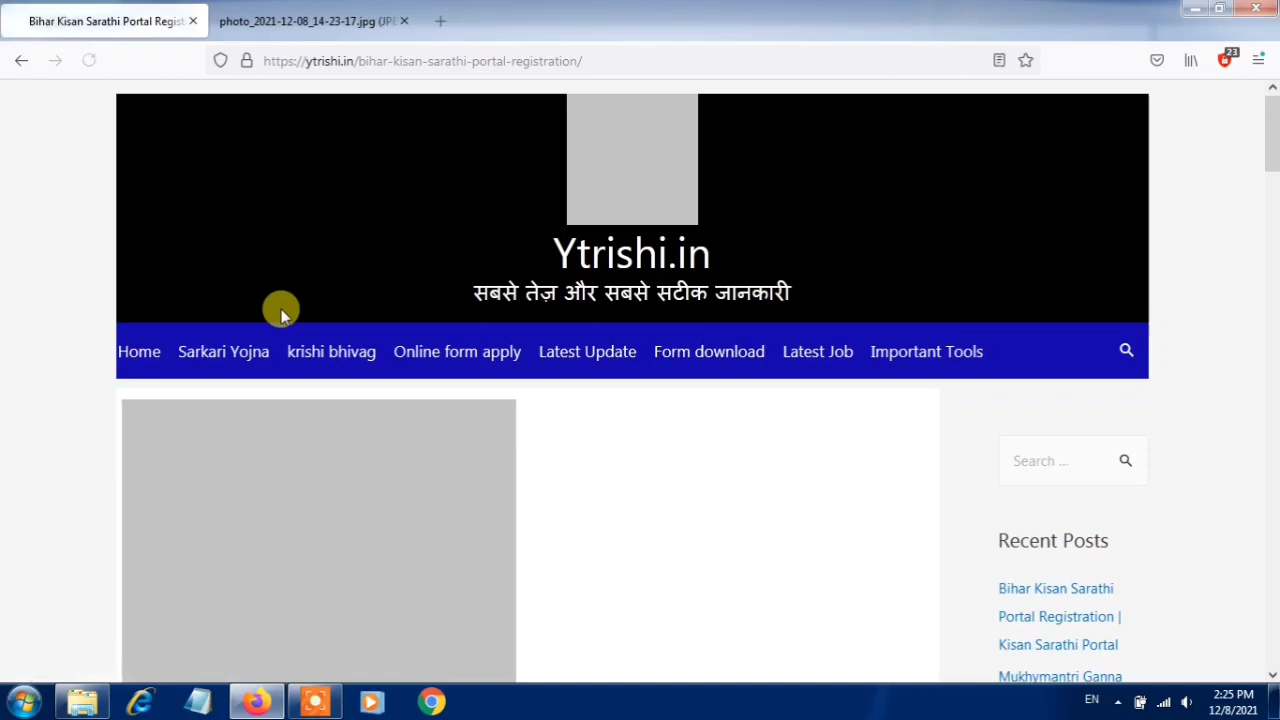 Bihar Kisan Sarathi Portal Regist
photo_2021-12-08_14-23-17.jpg (JPE
https://ytrishi.in/bihar-kisan-sarathi-portal-registration/
23
Ytrishi.in
सबसे तेज़ और सबसे सटीक जानकारी
Home Sarkari Yojna krishi bhivag Online form apply Latest Update Form download Latest Job Important Tools
Search ...
Recent Posts
Bihar Kisan Sarathi
Portal Registration |
Kisan Sarathi Portal
Mukhymantri Ganna
EN
2:25 PM
12/8/2021